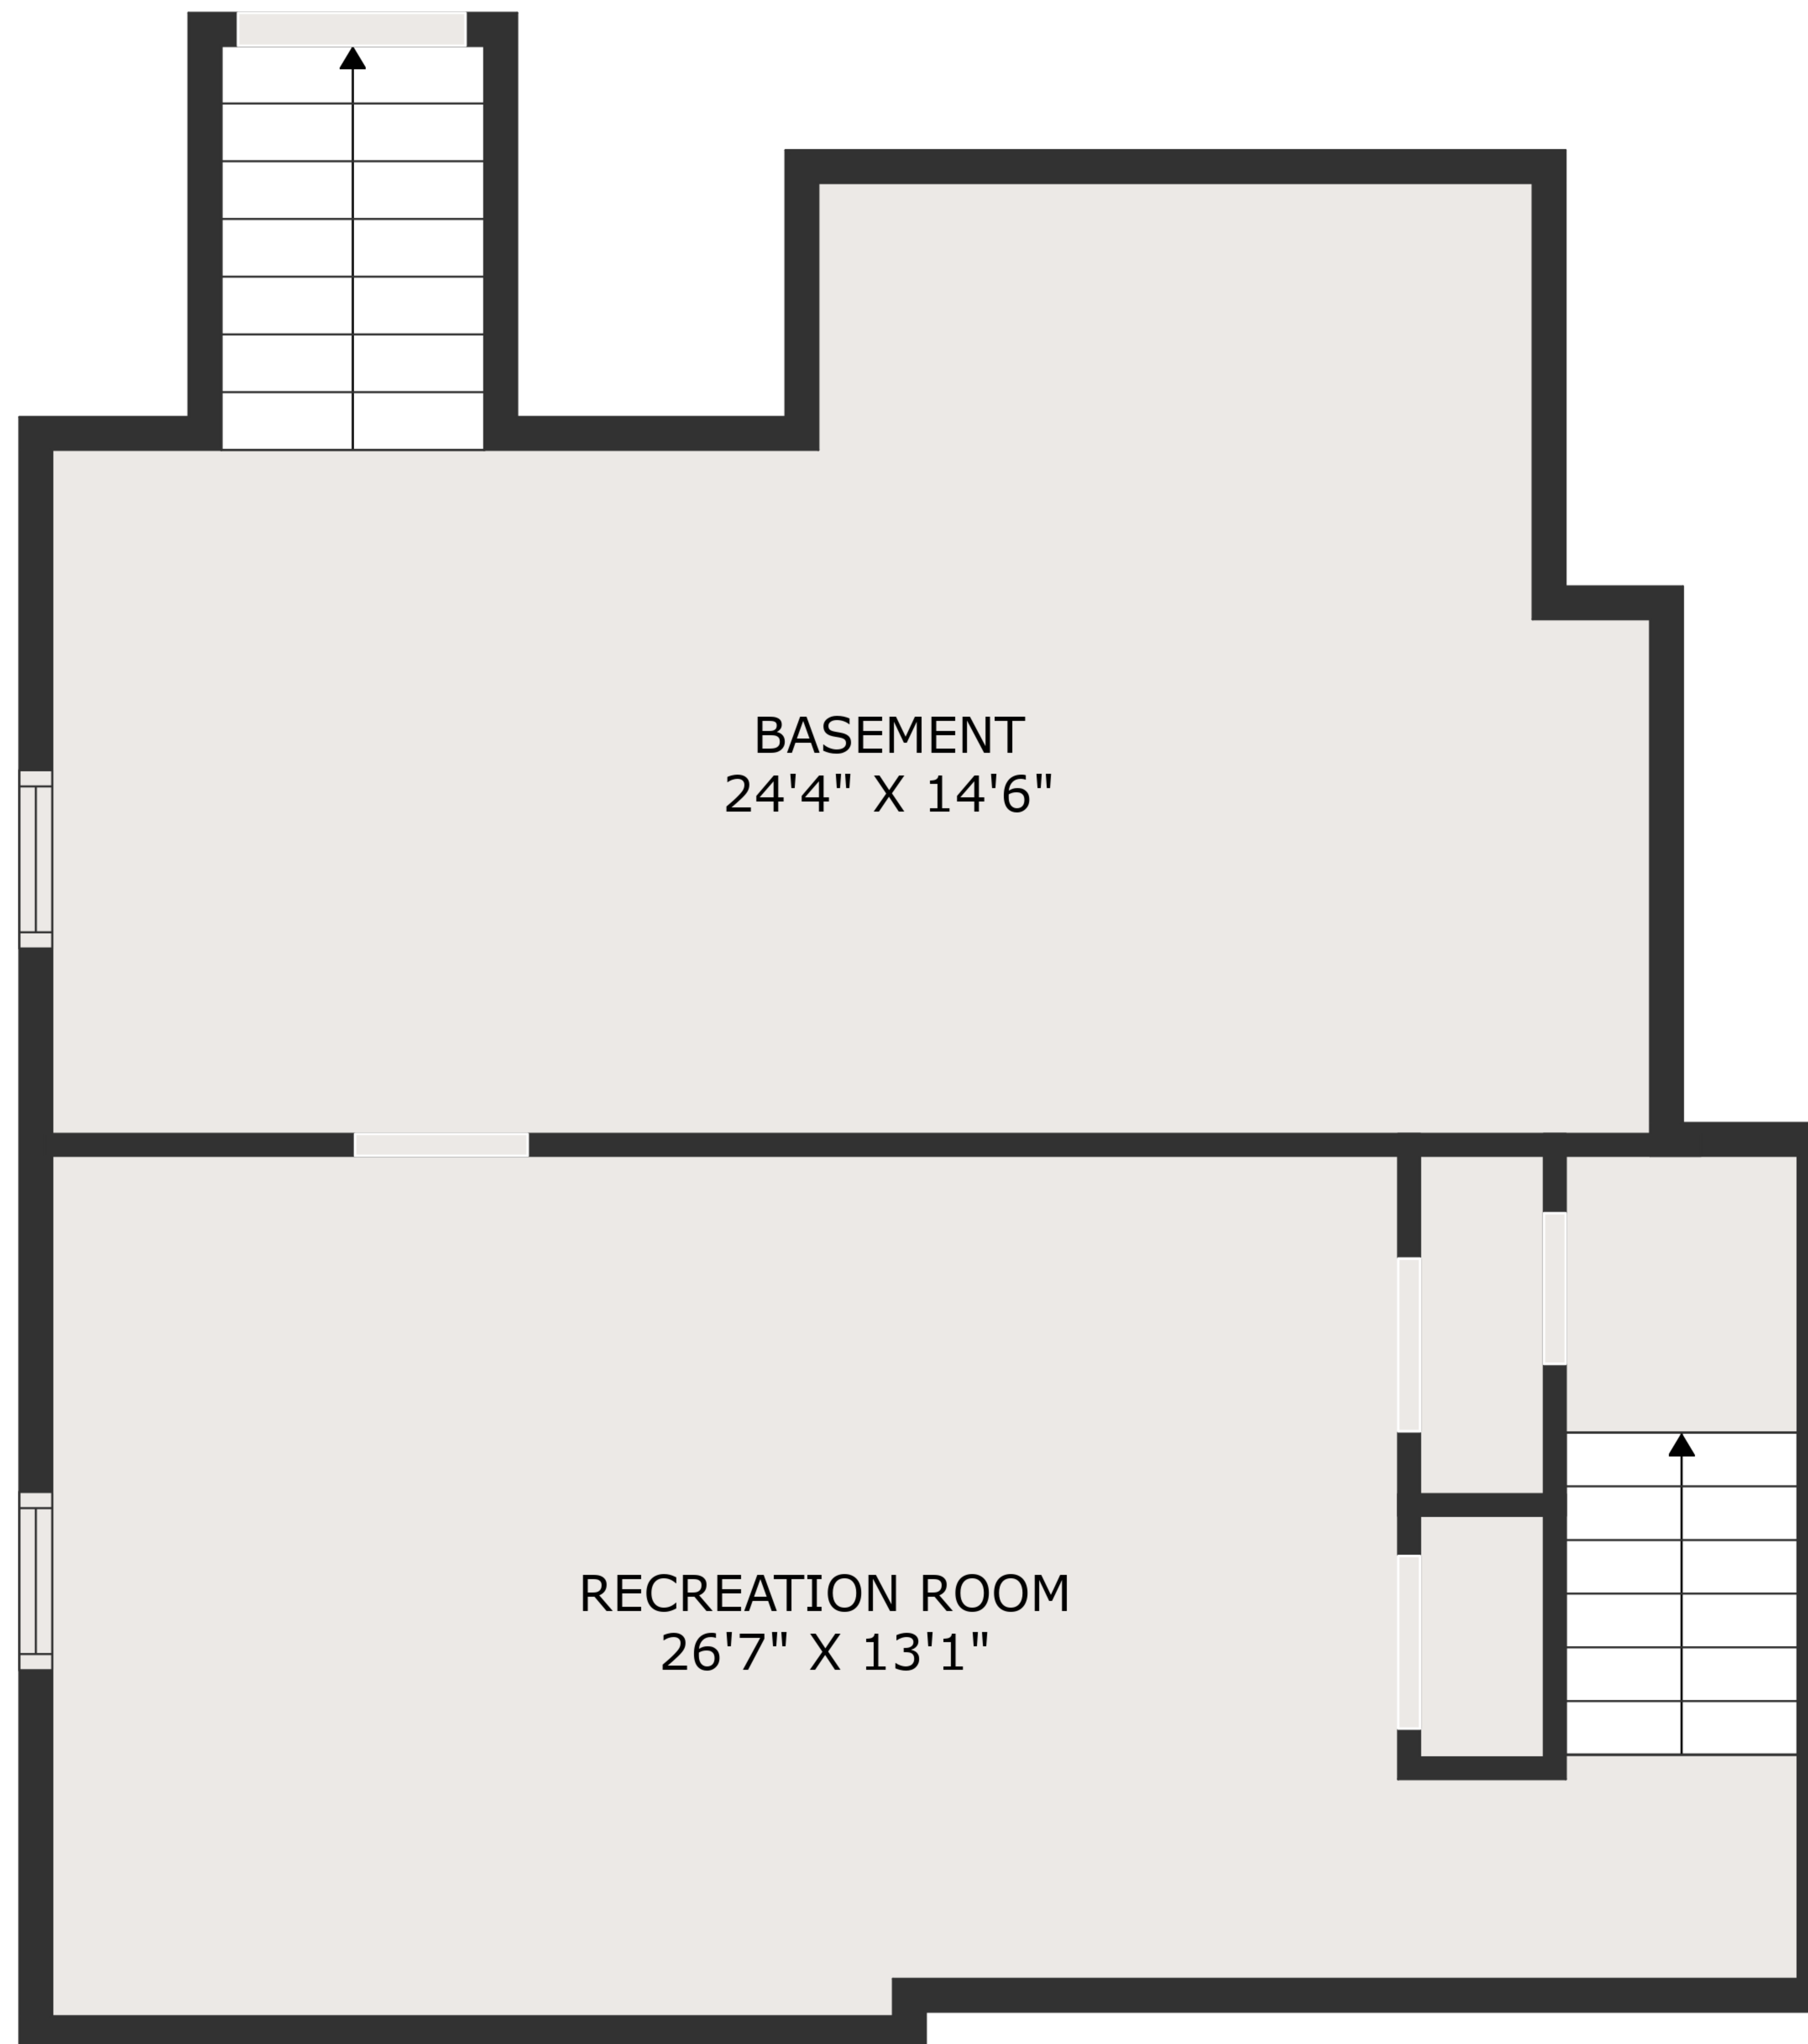 BASEMENT
24'4" X 14'6"
RECREATION ROOM
26'7" X 13'1"